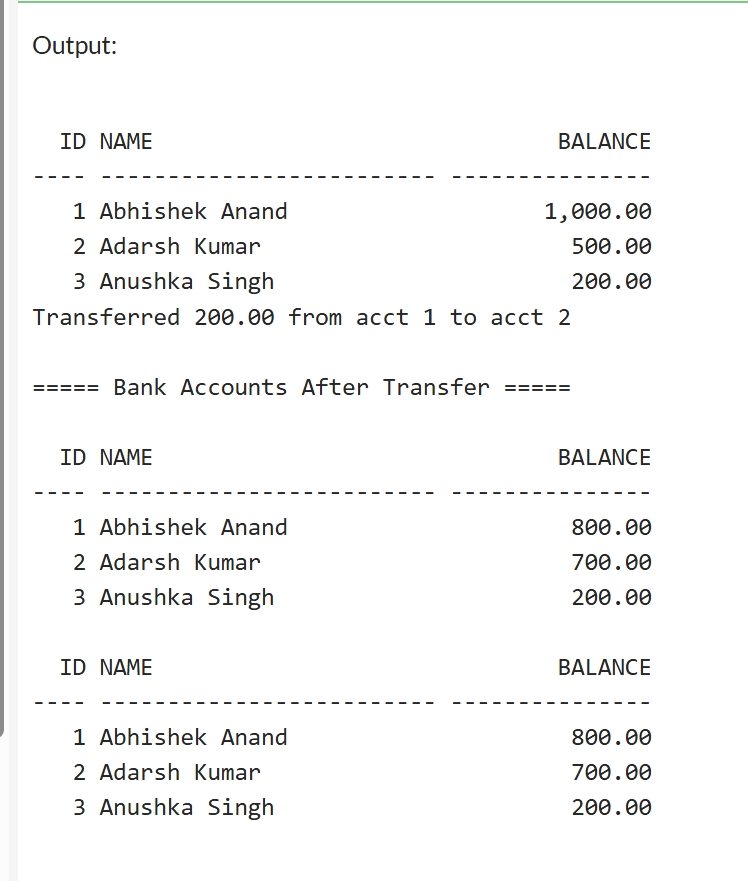 Output:
ID NAME BALANCE
---- ------------------------- ---------------
1 Abhishek Anand 1,000.00
2 Adarsh Kumar 500.00
3 Anushka Singh 200.00
Transferred 200.00 from acct 1 to acct 2
===== Bank Accounts After Transfer =====
ID NAME BALANCE
---- ------------------------- ---------------
1 Abhishek Anand 800.00
2 Adarsh Kumar 700.00
3 Anushka Singh 200.00
ID NAME BALANCE
---- ------------------------- ---------------
1 Abhishek Anand 800.00
2 Adarsh Kumar 700.00
3 Anushka Singh 200.00